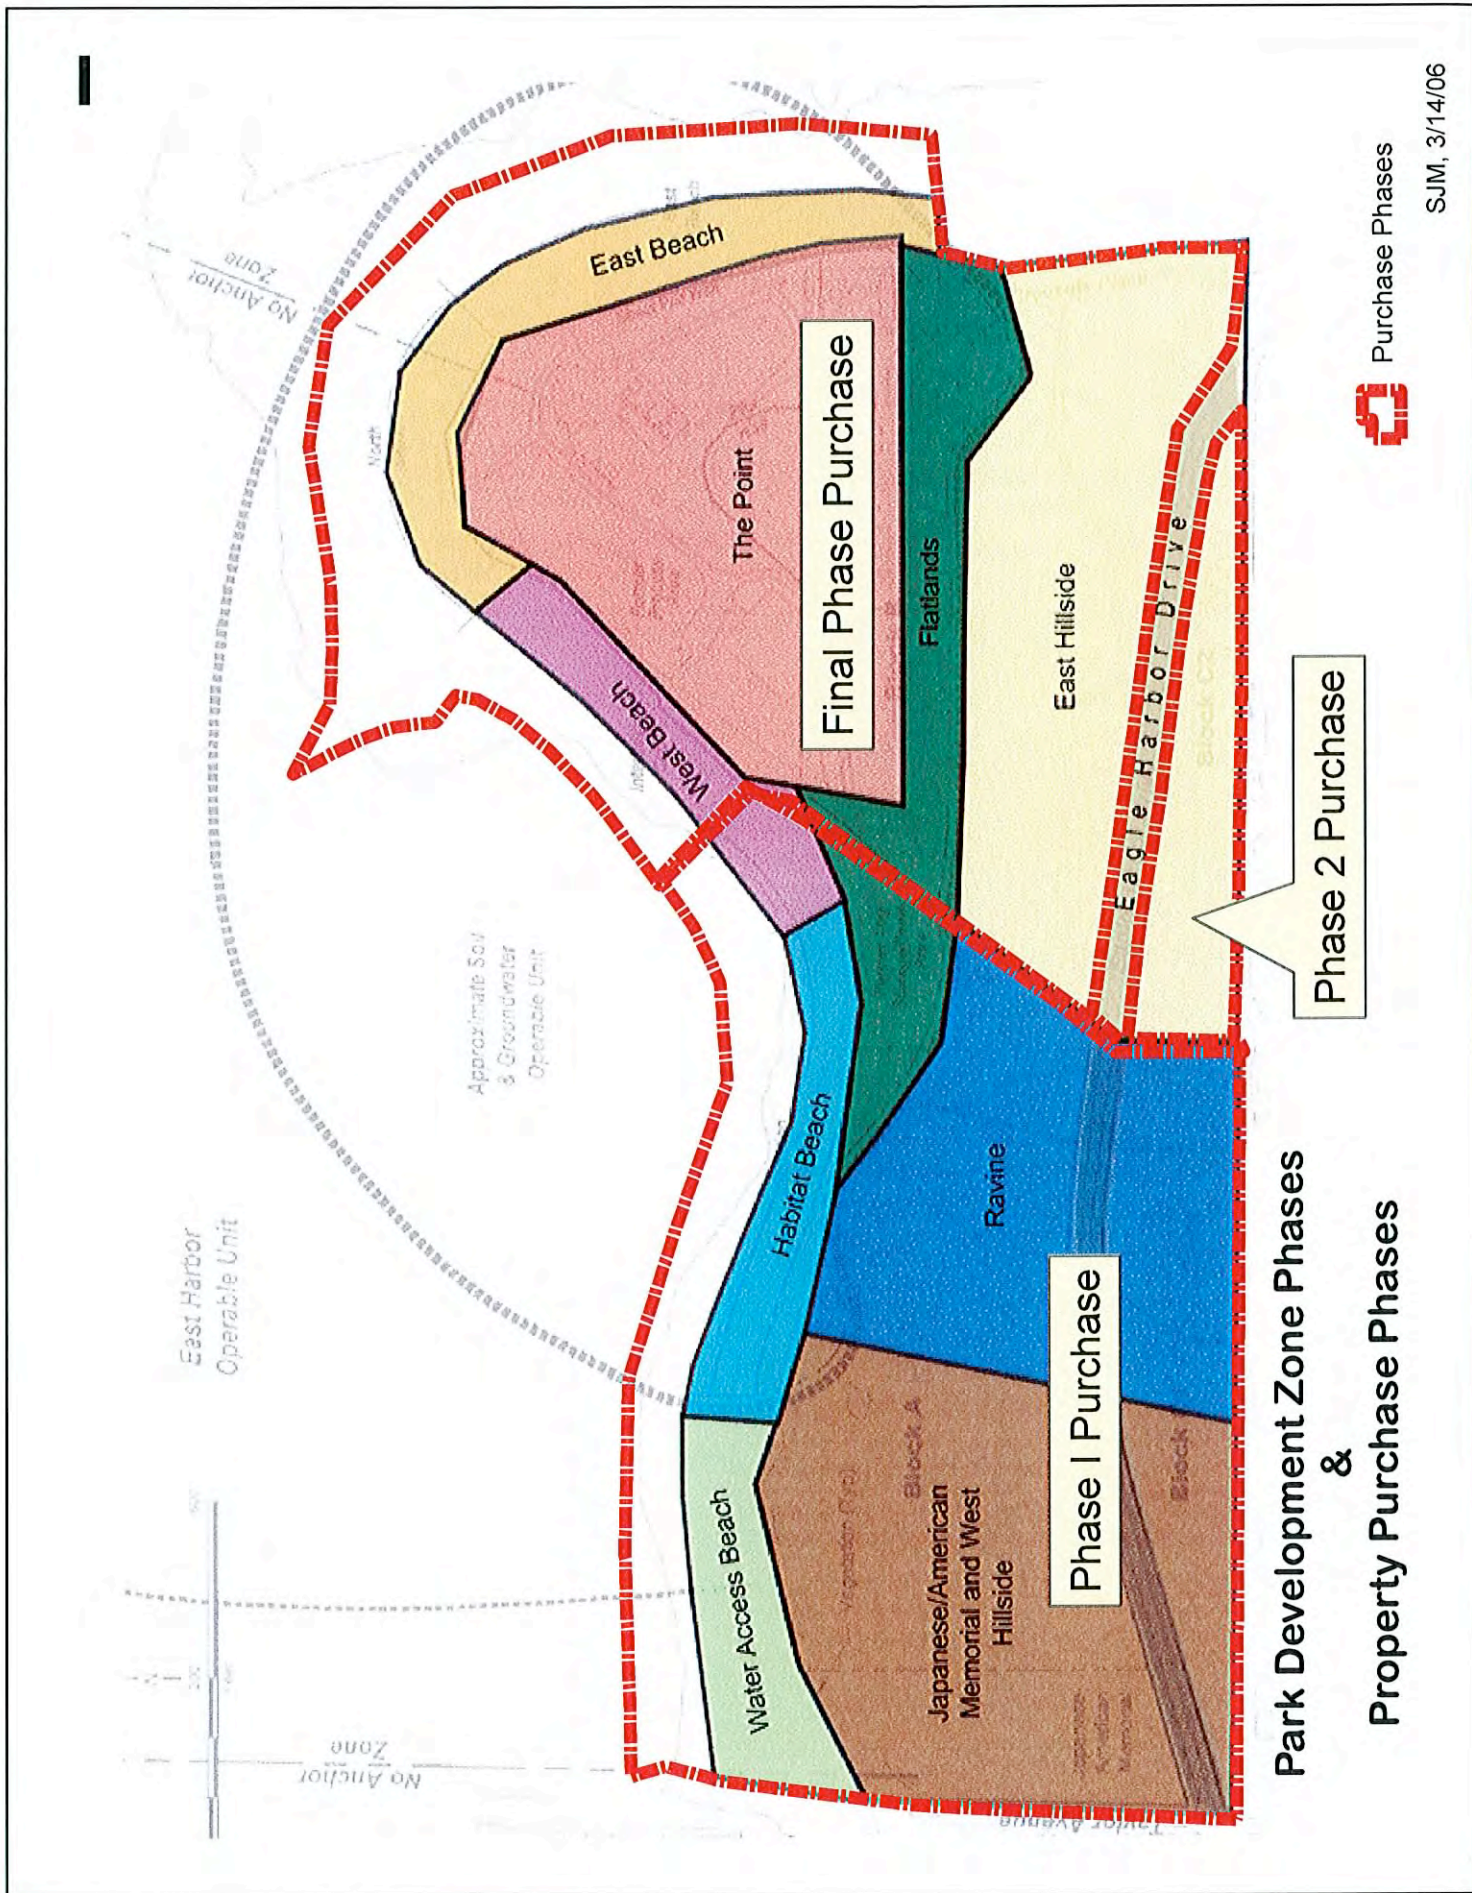 East Harbor
Operable Unit
No Anchor
Zone
No Anchor
Zone
North
Approximate Soil
& Groundwater
Operable Unit
East Beach
West Beach
The Point
Final Phase Purchase
Flatlands
Habitat Beach
Water Access Beach
East Hillside
Eagle Harbor Drive
Block C2
Ravine
Block A
Japanese/American
Memorial and West
Hillside
Phase I Purchase
Block
Phase 2 Purchase
Taylor Avenue
Park Development Zone Phases
&
Property Purchase Phases
Purchase Phases
SJM, 3/14/06